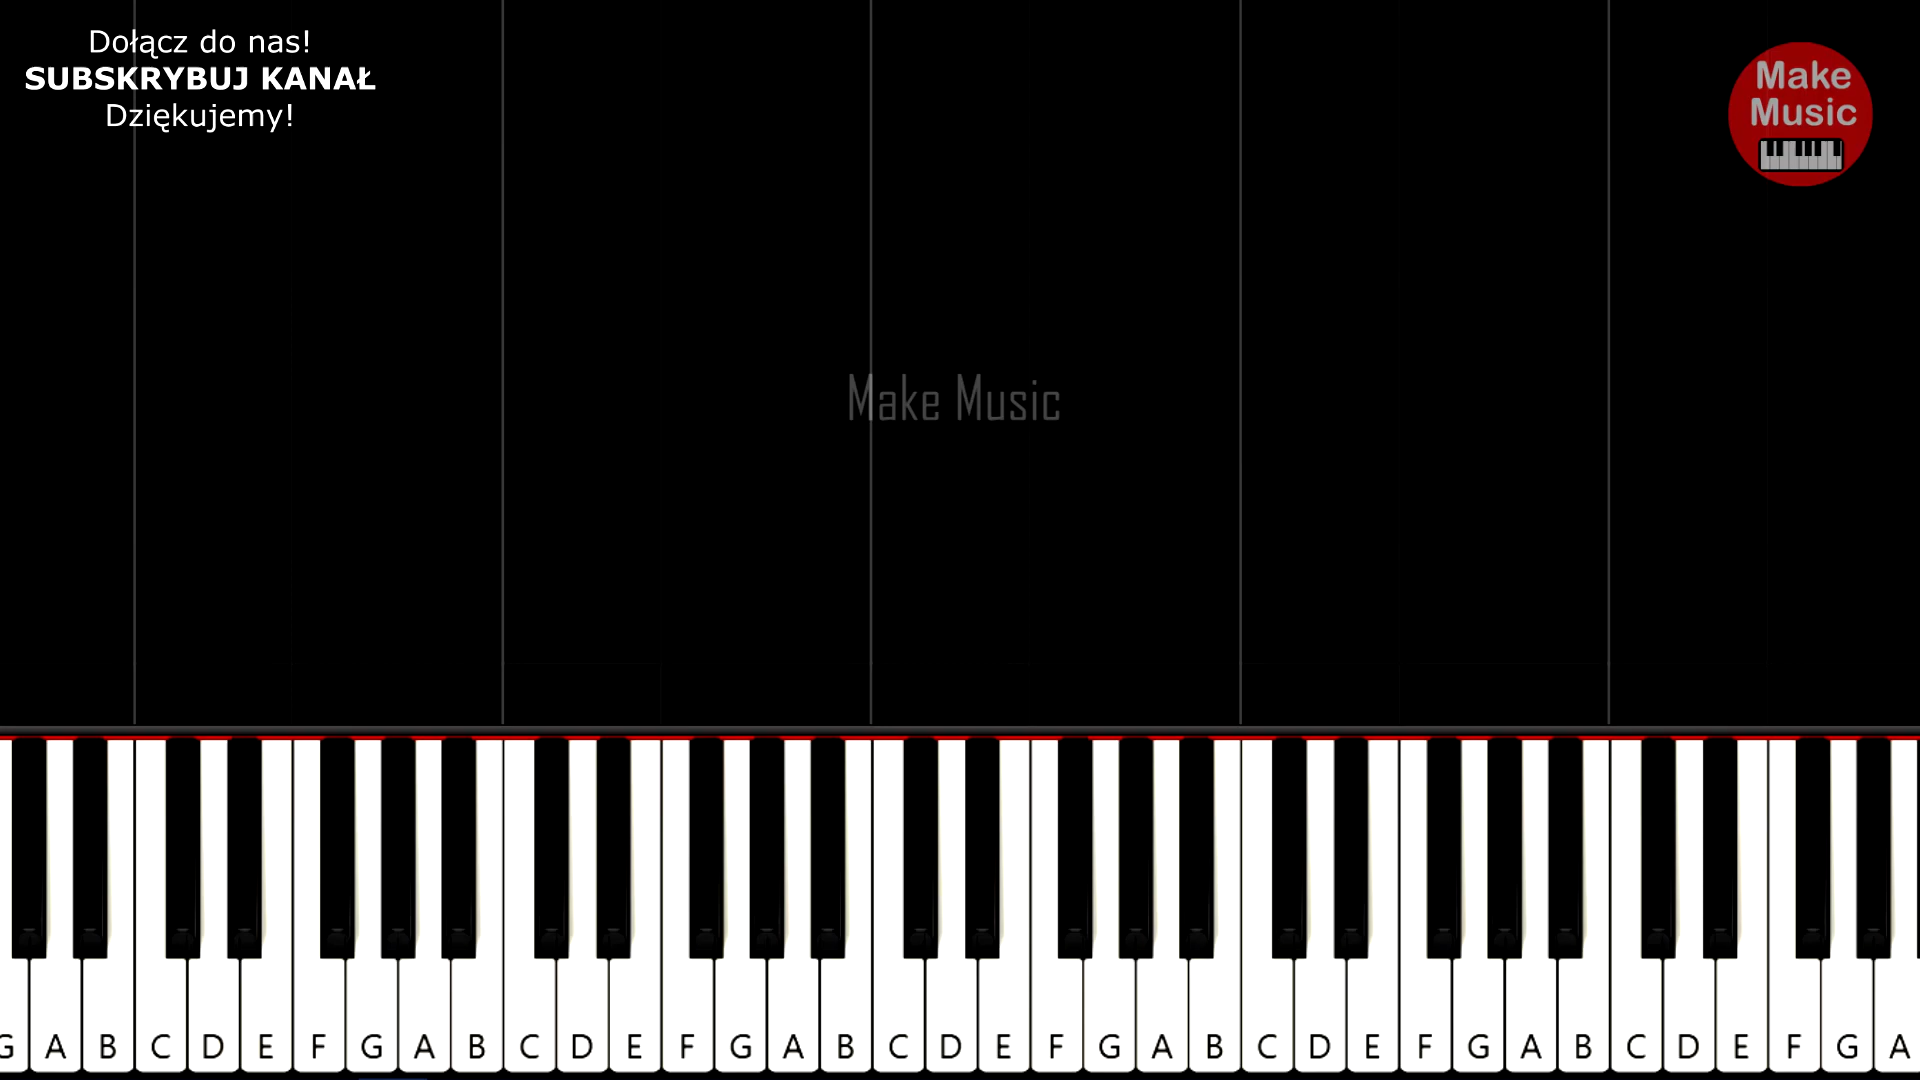 Dołącz do nas!
SUBSKRYBUJ KANAŁ
Dziękujemy!
Make
Music
Make Music
G A B C D E F G A B C D E F G A B C D E F G A B C D E F G A B C D E F G A